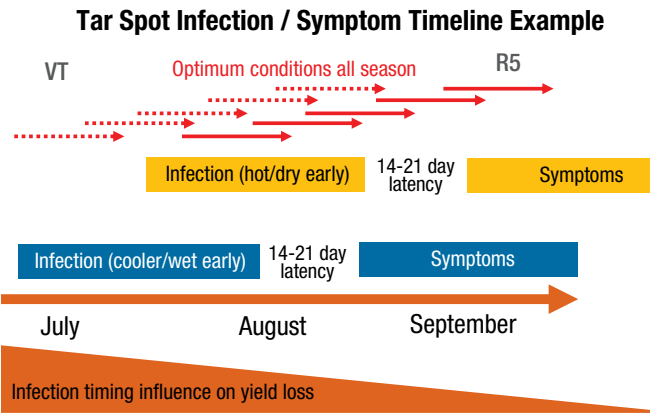 Tar Spot Infection / Symptom Timeline Example
VT
Optimum conditions all season
R5
Infection (hot/dry early)
14-21 day
latency
Symptoms
Infection (cooler/wet early)
14-21 day
latency
Symptoms
July
August
September
Infection timing influence on yield loss